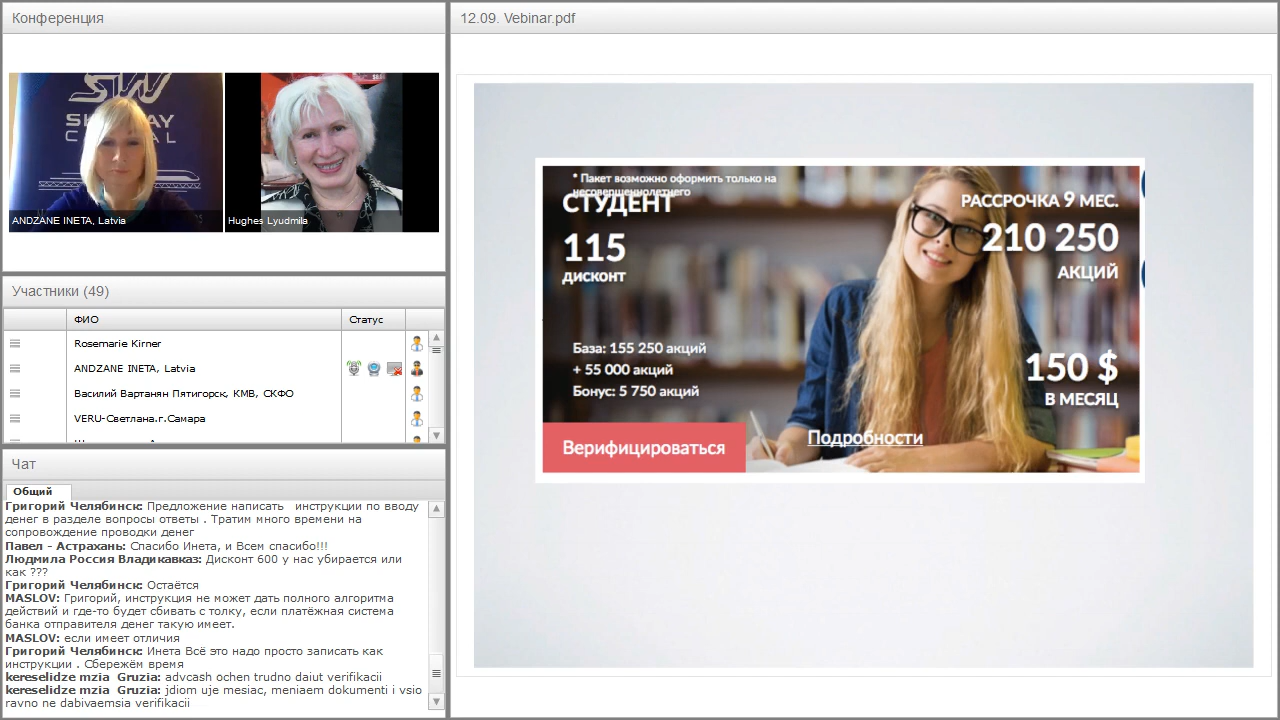 Конференция
12.09. Vebinar.pdf
ANDZANE INETA, Latvia
Hughes Lyudmila
Участники (49)
ФИО
Статус
Rosemarie Kirner
ANDZANE INETA, Latvia
Василий Вартанян Пятигорск, КМВ, СКФО
VERU-Светлана.г.Самара
Чат
Общий
Григорий Челябинск: Предложение написать инструкции по вводу
денег в разделе вопросы ответы . Тратим много времени на
сопровождение проводки денег
Павел - Астрахань: Спасибо Инета, и Всем спасибо!!!
Людмила Россия Владикавказ: Дисконт 600 у нас убирается или
как ???
Григорий Челябинск: Остаётся
MASLOV: Григорий, инструкция не может дать полного алгоритма
действий и где-то будет сбивать с толку, если платёжная система
банка отправителя денег такую имеет.
MASLOV: если имеет отличия
Григорий Челябинск: Инета Всё это надо просто записать как
инструкции . Сбережём время
kereselidze mzia Gruzia: advcash ochen trudno daiut verifikacii
kereselidze mzia Gruzia: jdiom uje mesiac, meniaem dokumenti i vsio
ravno ne dabivaemsia verifikacii
* Пакет возможно оформить только на
несовершеннолетнего
СТУДЕНТ
115
дисконт
База: 155 250 акций
+ 55 000 акций
Бонус: 5 750 акций
Верифицироваться
Подробности
РАССРОЧКА 9 МЕС.
210 250
АКЦИЙ
150 $
В МЕСЯЦ